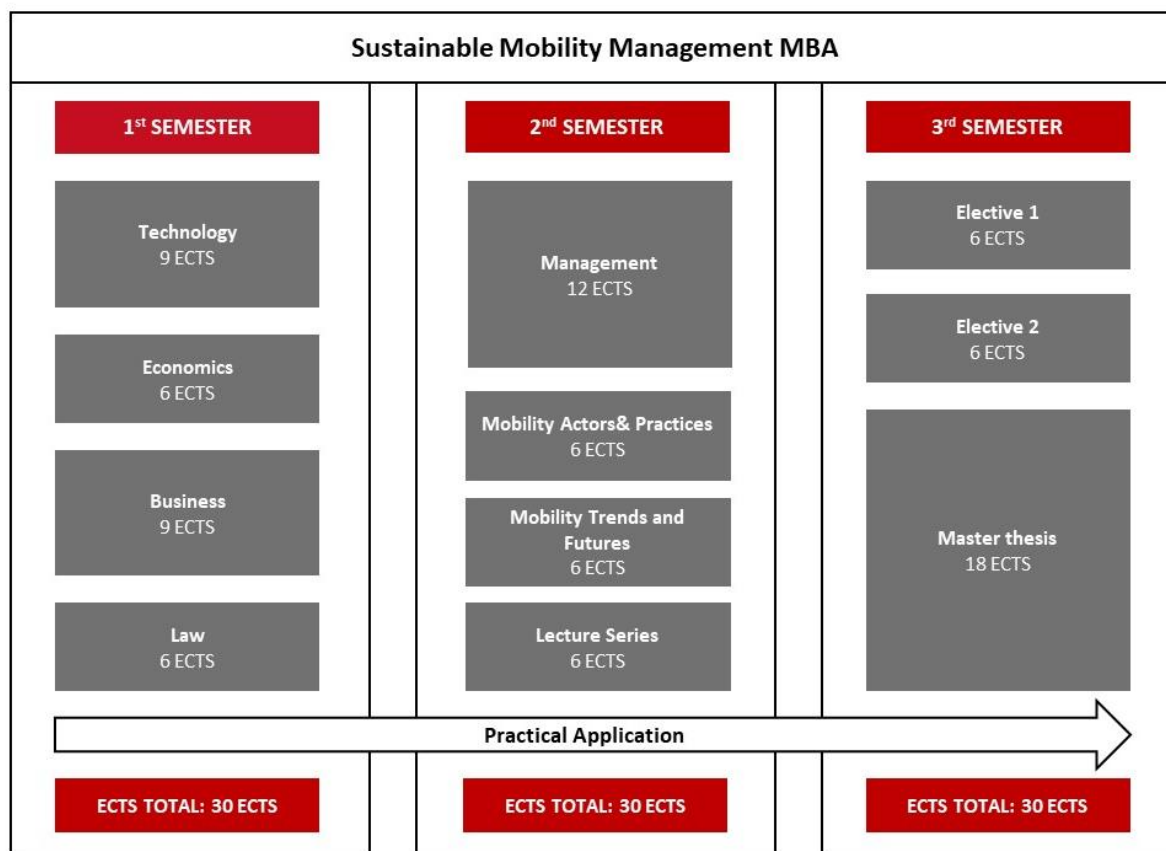 Sustainable Mobility Management MBA
1st SEMESTER
Technology
9 ECTS
Economics
6 ECTS
Business
9 ECTS
Law
6 ECTS
2nd SEMESTER
Management
12 ECTS
Mobility Actors& Practices
6 ECTS
Mobility Trends and
Futures
6 ECTS
Lecture Series
6 ECTS
3rd SEMESTER
Elective 1
6 ECTS
Elective 2
6 ECTS
Master thesis
18 ECTS
Practical Application
ECTS TOTAL: 30 ECTS
ECTS TOTAL: 30 ECTS
ECTS TOTAL: 30 ECTS